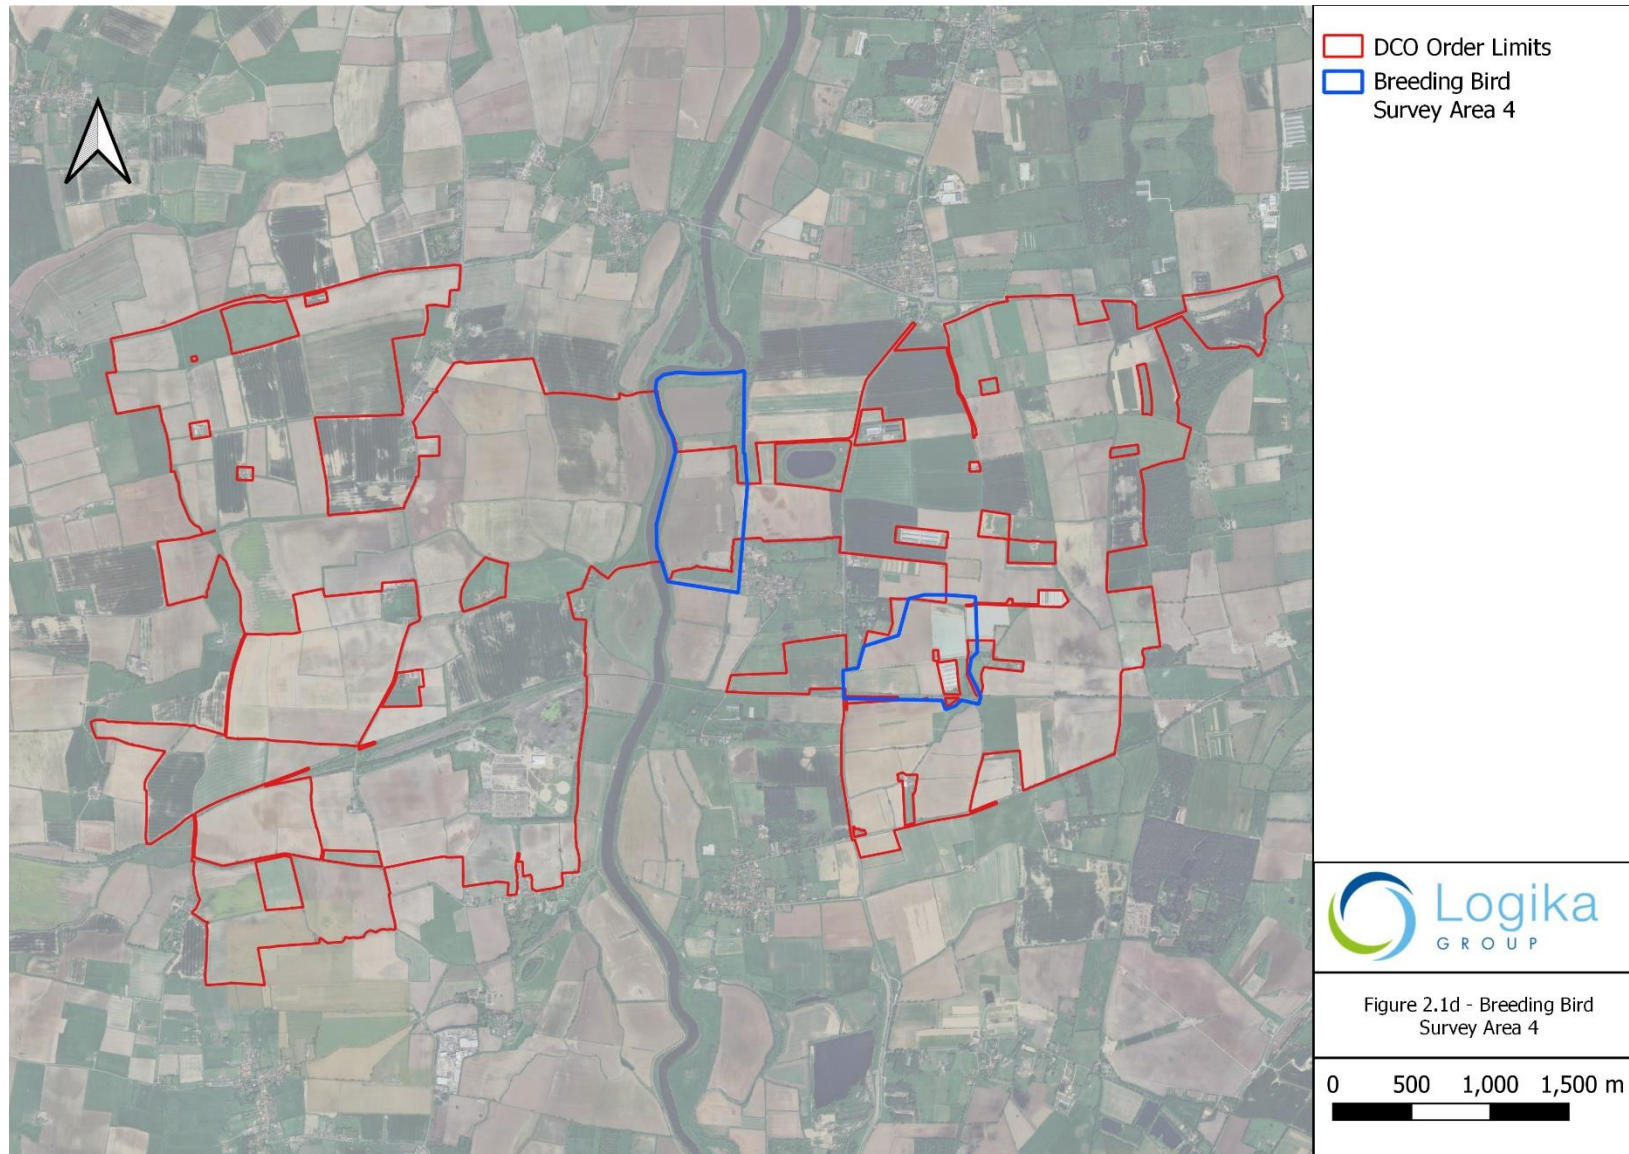 DCO Order Limits
Breeding Bird
Survey Area 4
Logika
GROUP
Figure 2.1d - Breeding Bird
Survey Area 4
0 500 1,000 1,500 m